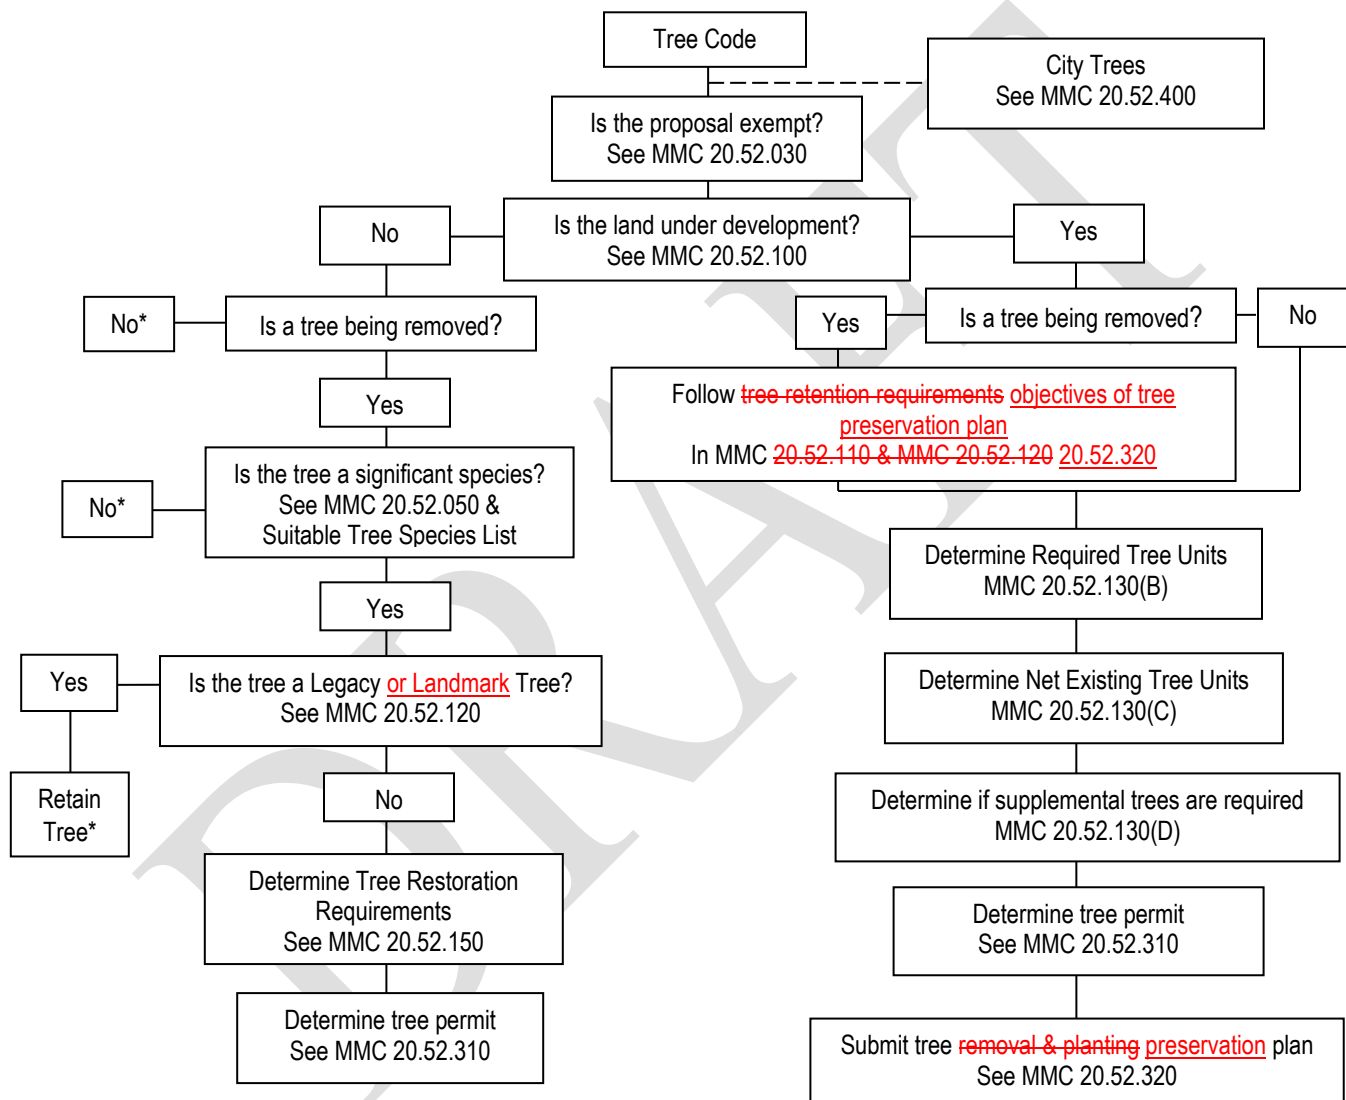 Tree Code
City Trees
See MMC 20.52.400
Is the proposal exempt?
See MMC 20.52.030
No
Is the land under development?
See MMC 20.52.100
Yes
No*
Is a tree being removed?
Yes
Is a tree being removed?
No
Yes
Follow tree retention requirements objectives of tree
preservation plan
In MMC 20.52.110 & MMC 20.52.120 20.52.320
Is the tree a significant species?
See MMC 20.52.050 &
Suitable Tree Species List
No*
Determine Required Tree Units
MMC 20.52.130(B)
Yes
Yes
Is the tree a Legacy or Landmark Tree?
See MMC 20.52.120
Determine Net Existing Tree Units
MMC 20.52.130(C)
Retain
Tree*
No
Determine if supplemental trees are required
MMC 20.52.130(D)
Determine Tree Restoration
Requirements
See MMC 20.52.150
Determine tree permit
See MMC 20.52.310
Determine tree permit
See MMC 20.52.310
Submit tree removal & planting preservation plan
See MMC 20.52.320
DRAFT